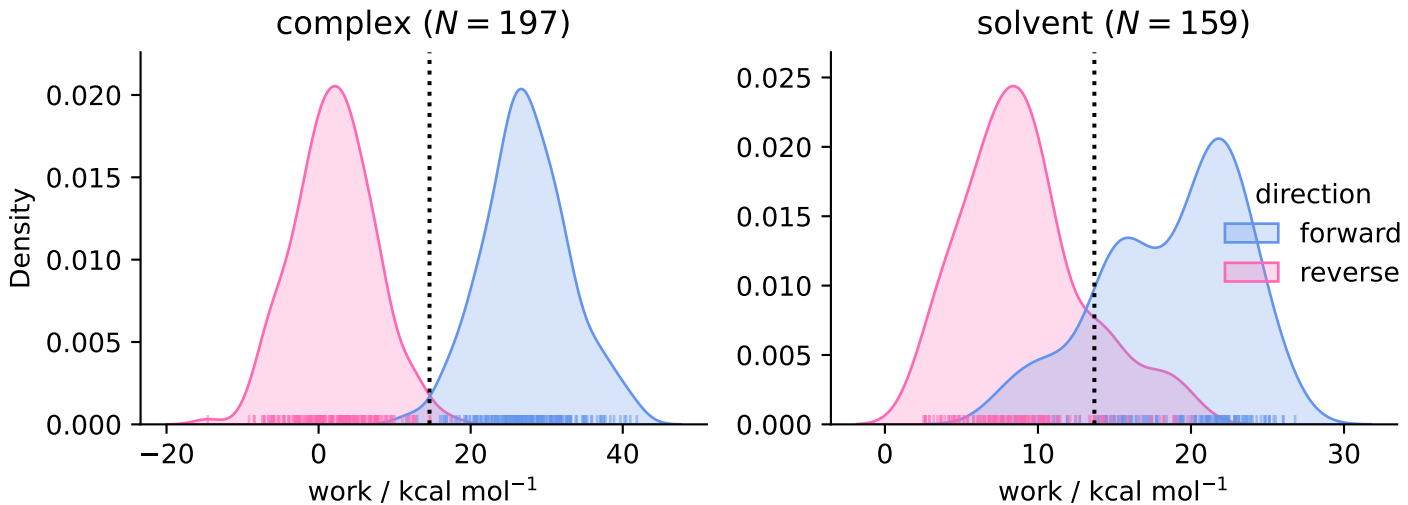 complex (N = 197)
Density
0.020
0.015
0.010
0.005
0.000
−20 0 20 40
work / kcal mol⁻¹
solvent (N = 159)
0.025
0.020
0.015
0.010
0.005
0.000
0 10 20 30
work / kcal mol⁻¹
direction
forward
reverse